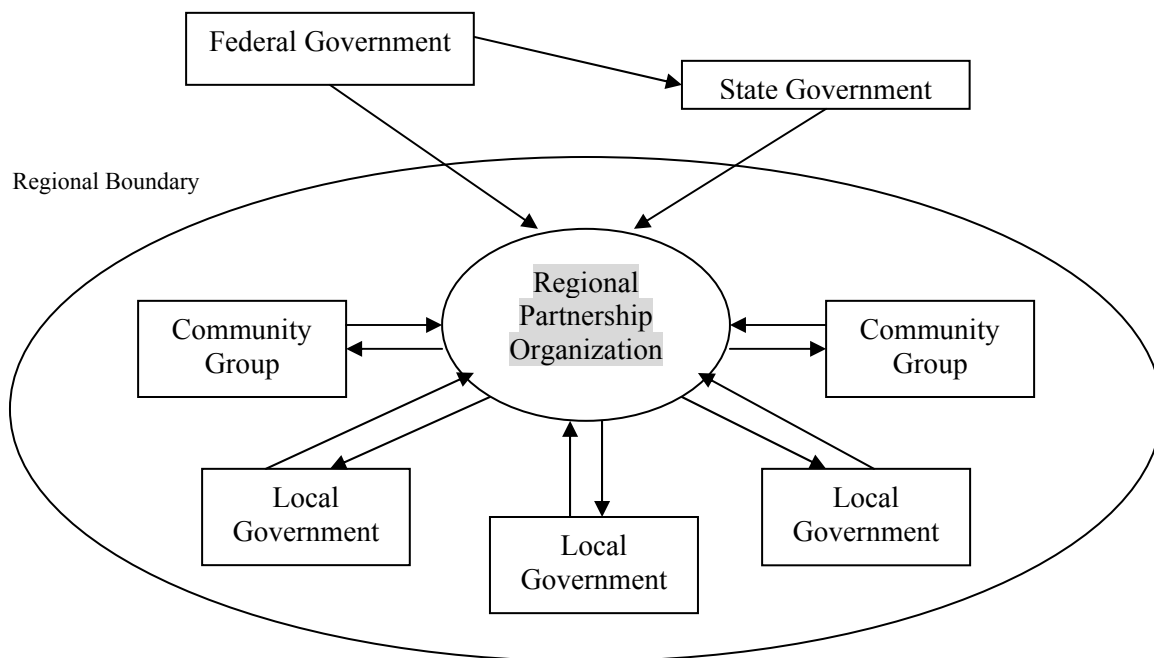 Federal Government
State Government
Regional Boundary
Regional
Partnership
Organization
Community
Group
Community
Group
Local
Government
Local
Government
Local
Government